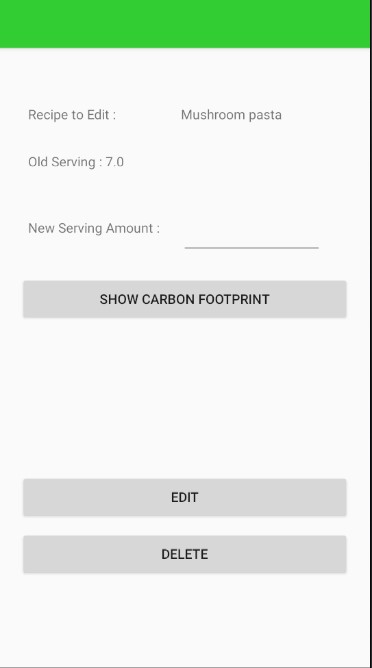 Recipe to Edit : Mushroom pasta
Old Serving : 7.0
New Serving Amount :
SHOW CARBON FOOTPRINT
EDIT
DELETE